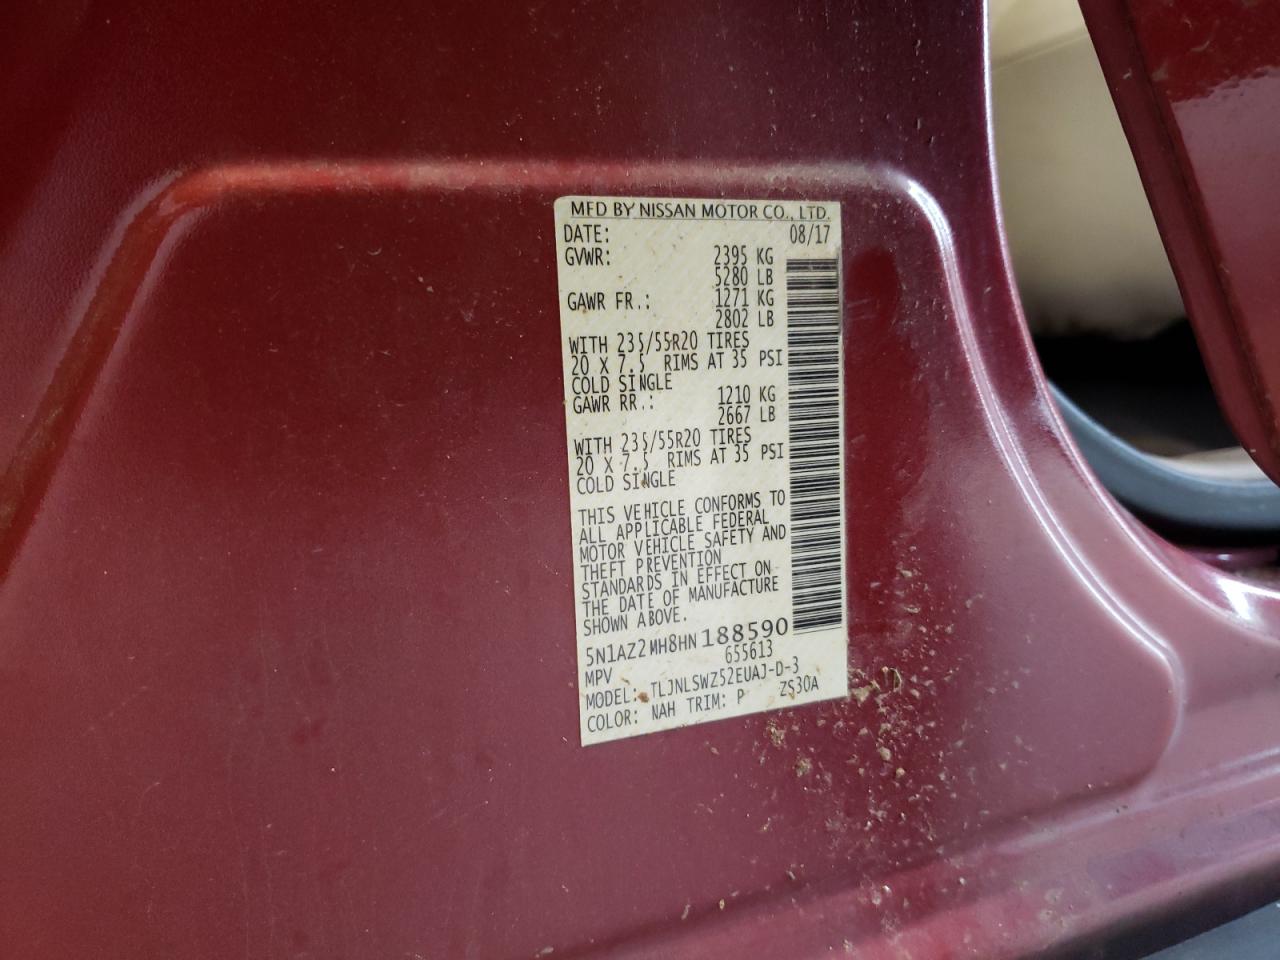 MFD BY NISSAN MOTOR CO., LTD.
DATE: 08/17
GVWR: 2395 KG
5280 LB
GAWR FR.: 1271 KG
2802 LB
WITH 235/55R20 TIRES
20 X 7.5 RIMS AT 35 PSI
COLD SINGLE
GAWR RR.: 1210 KG
2667 LB
WITH 235/55R20 TIRES
20 X 7.5 RIMS AT 35 PSI
COLD SINGLE
THIS VEHICLE CONFORMS TO
ALL APPLICABLE FEDERAL
MOTOR VEHICLE SAFETY AND
THEFT PREVENTION
STANDARDS IN EFFECT ON
THE DATE OF MANUFACTURE
SHOWN ABOVE.
5N1AZ2MH8HN188590
MPV 655613
MODEL: TLJNLSWZ52EUAJ-D-3
COLOR: NAH TRIM: P ZS30A